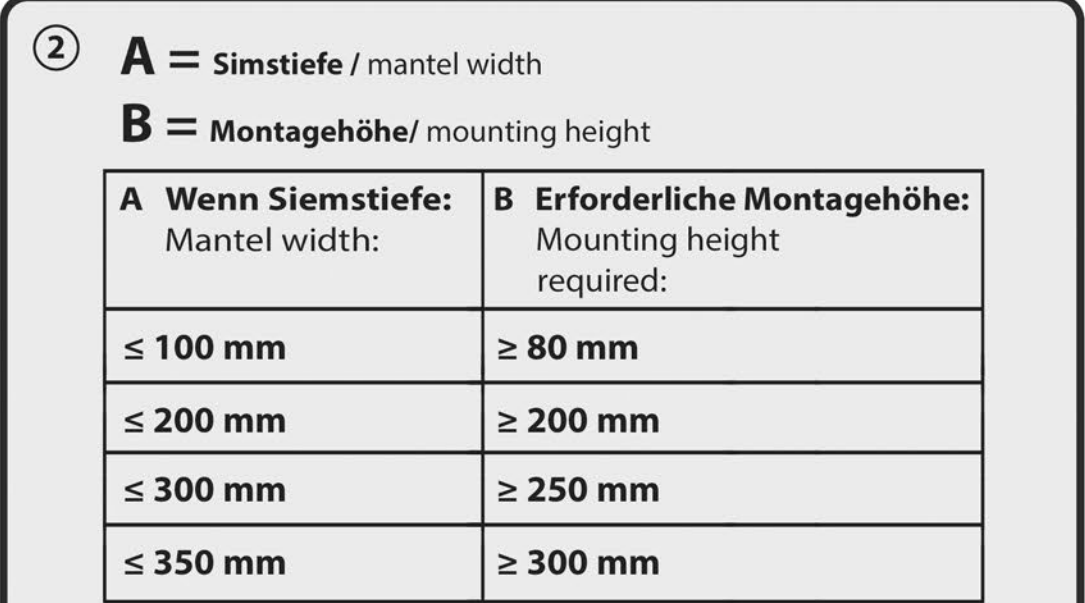 2 A = Simstiefe / mantel width
B = Montagehöhe/ mounting height
A Wenn Siemstiefe: B Erforderliche Montagehöhe:
Mantel width: Mounting height
required:
≤ 100 mm ≥ 80 mm
≤ 200 mm ≥ 200 mm
≤ 300 mm ≥ 250 mm
≤ 350 mm ≥ 300 mm